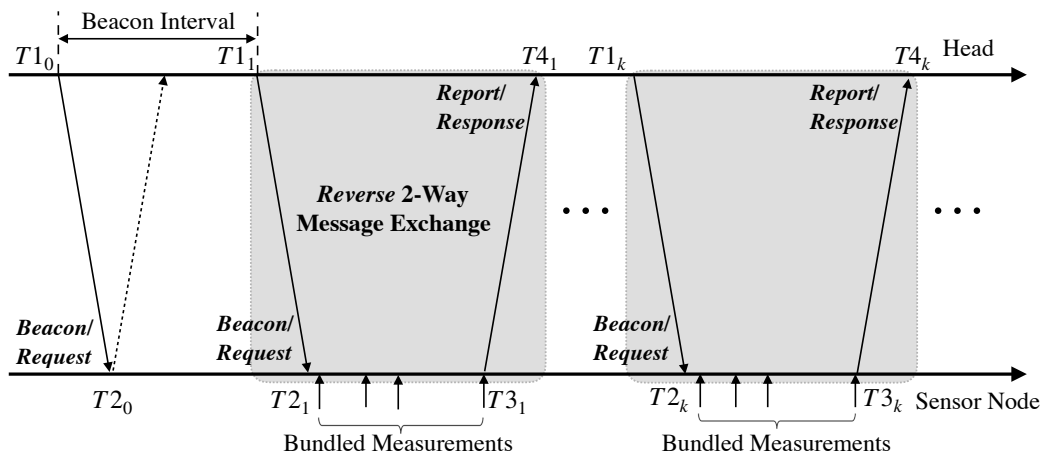 Beacon Interval
T1₀
T1₁
T4₁
T1ₖ
T4ₖ
Head
Report/
Response
Report/
Response
Reverse 2-Way
Message Exchange
• • •
• • •
Beacon/
Request
Beacon/
Request
Beacon/
Request
T2₀
T2₁
T3₁
T2ₖ
T3ₖ
Sensor Node
Bundled Measurements
Bundled Measurements